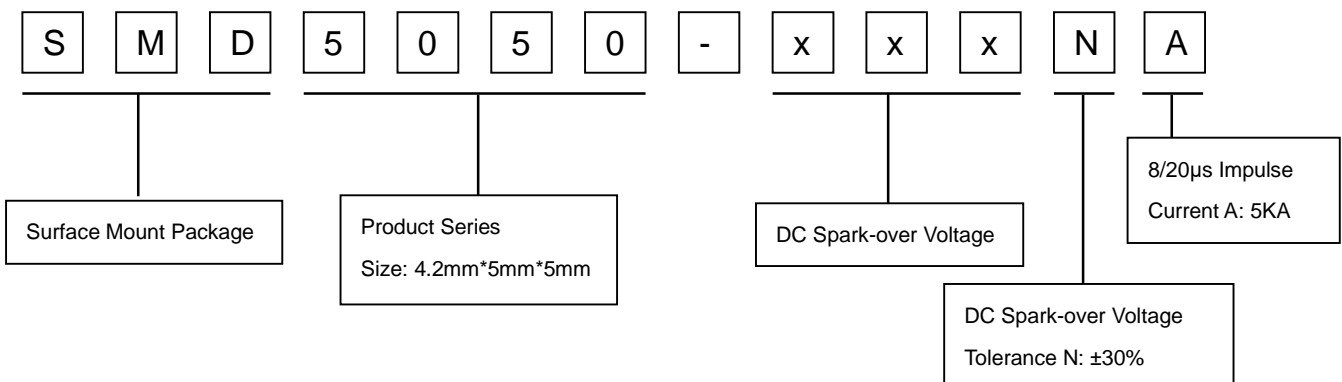 S M D 5 0 5 0 - x x x N A
8/20μs Impulse
Current A: 5KA
Surface Mount Package
Product Series
Size: 4.2mm*5mm*5mm
DC Spark-over Voltage
DC Spark-over Voltage
Tolerance N: ±30%